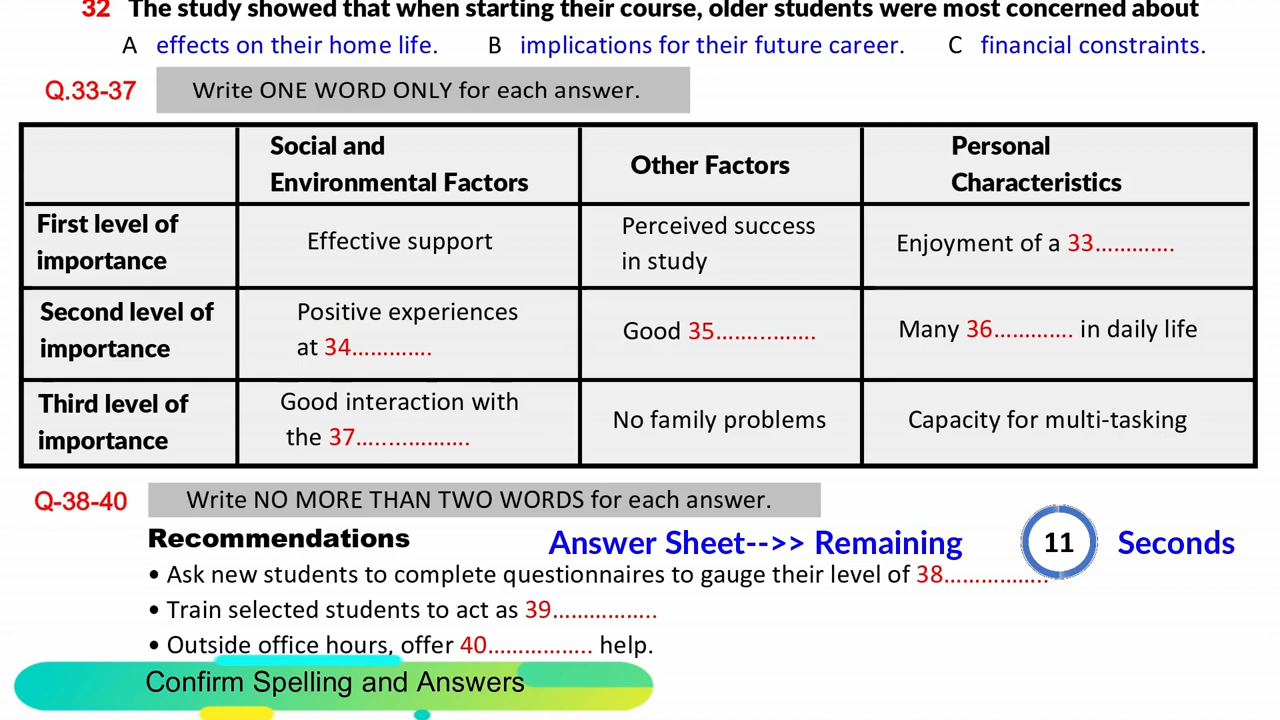 32 The study showed that when starting their course, older students were most concerned about
A effects on their home life. B implications for their future career. C financial constraints.
Q.33-37 Write ONE WORD ONLY for each answer.
Social and Environmental Factors
Other Factors
Personal Characteristics
First level of importance
Effective support
Perceived success in study
Enjoyment of a 33.............
Second level of importance
Positive experiences at 34.............
Good 35................
Many 36............. in daily life
Third level of importance
Good interaction with the 37..................
No family problems
Capacity for multi-tasking
Q-38-40 Write NO MORE THAN TWO WORDS for each answer.
Recommendations
Answer Sheet-->> Remaining 11 Seconds
• Ask new students to complete questionnaires to gauge their level of 38.................
• Train selected students to act as 39.................
• Outside office hours, offer 40................. help.
Confirm Spelling and Answers